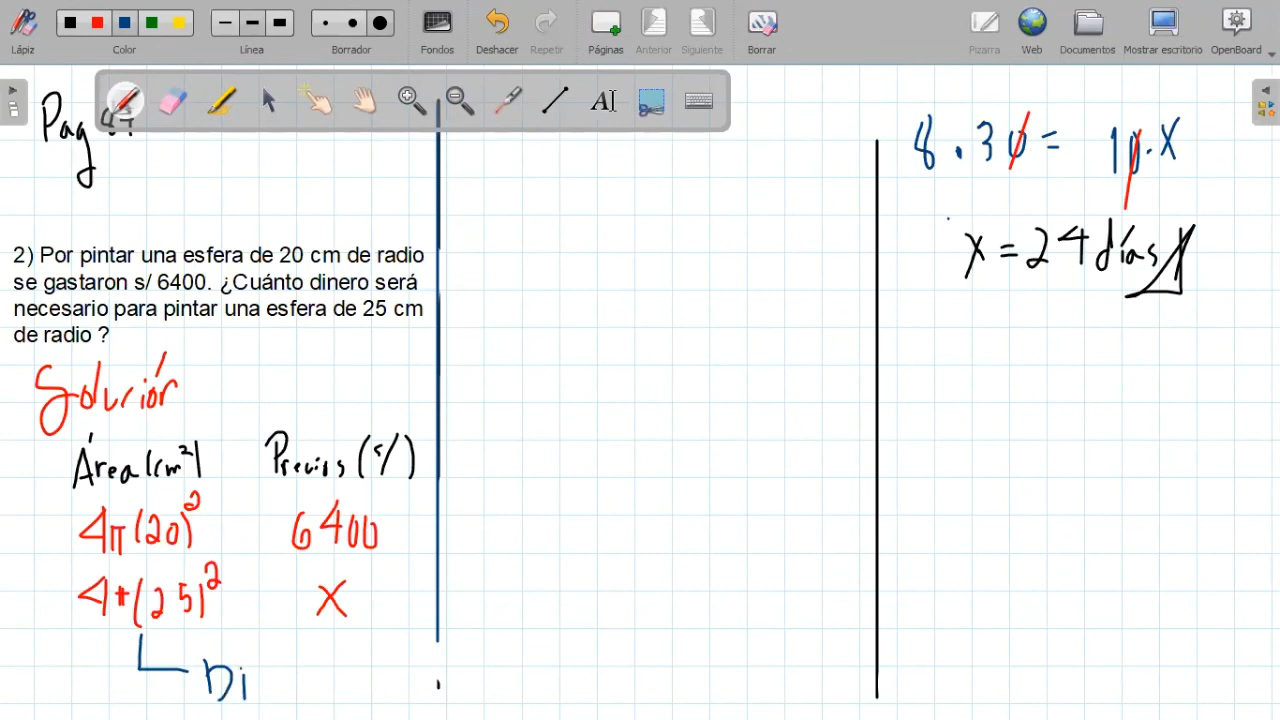 Lápiz
Color
Línea
Borrador
Fondos
Deshacer
Repetir
Páginas
Anterior
Siguiente
Borrar
Pizarra
Web
Documentos
Mostrar escritorio
OpenBoard
Pag
2) Por pintar una esfera de 20 cm de radio
se gastaron s/ 6400. ¿Cuánto dinero será
necesario para pintar una esfera de 25 cm
de radio ?
Solución
Área (cm²) Precios (s/)
4π(20)² 6400
4π(25)² X
Di
8.30 = 10.X
X = 24 días